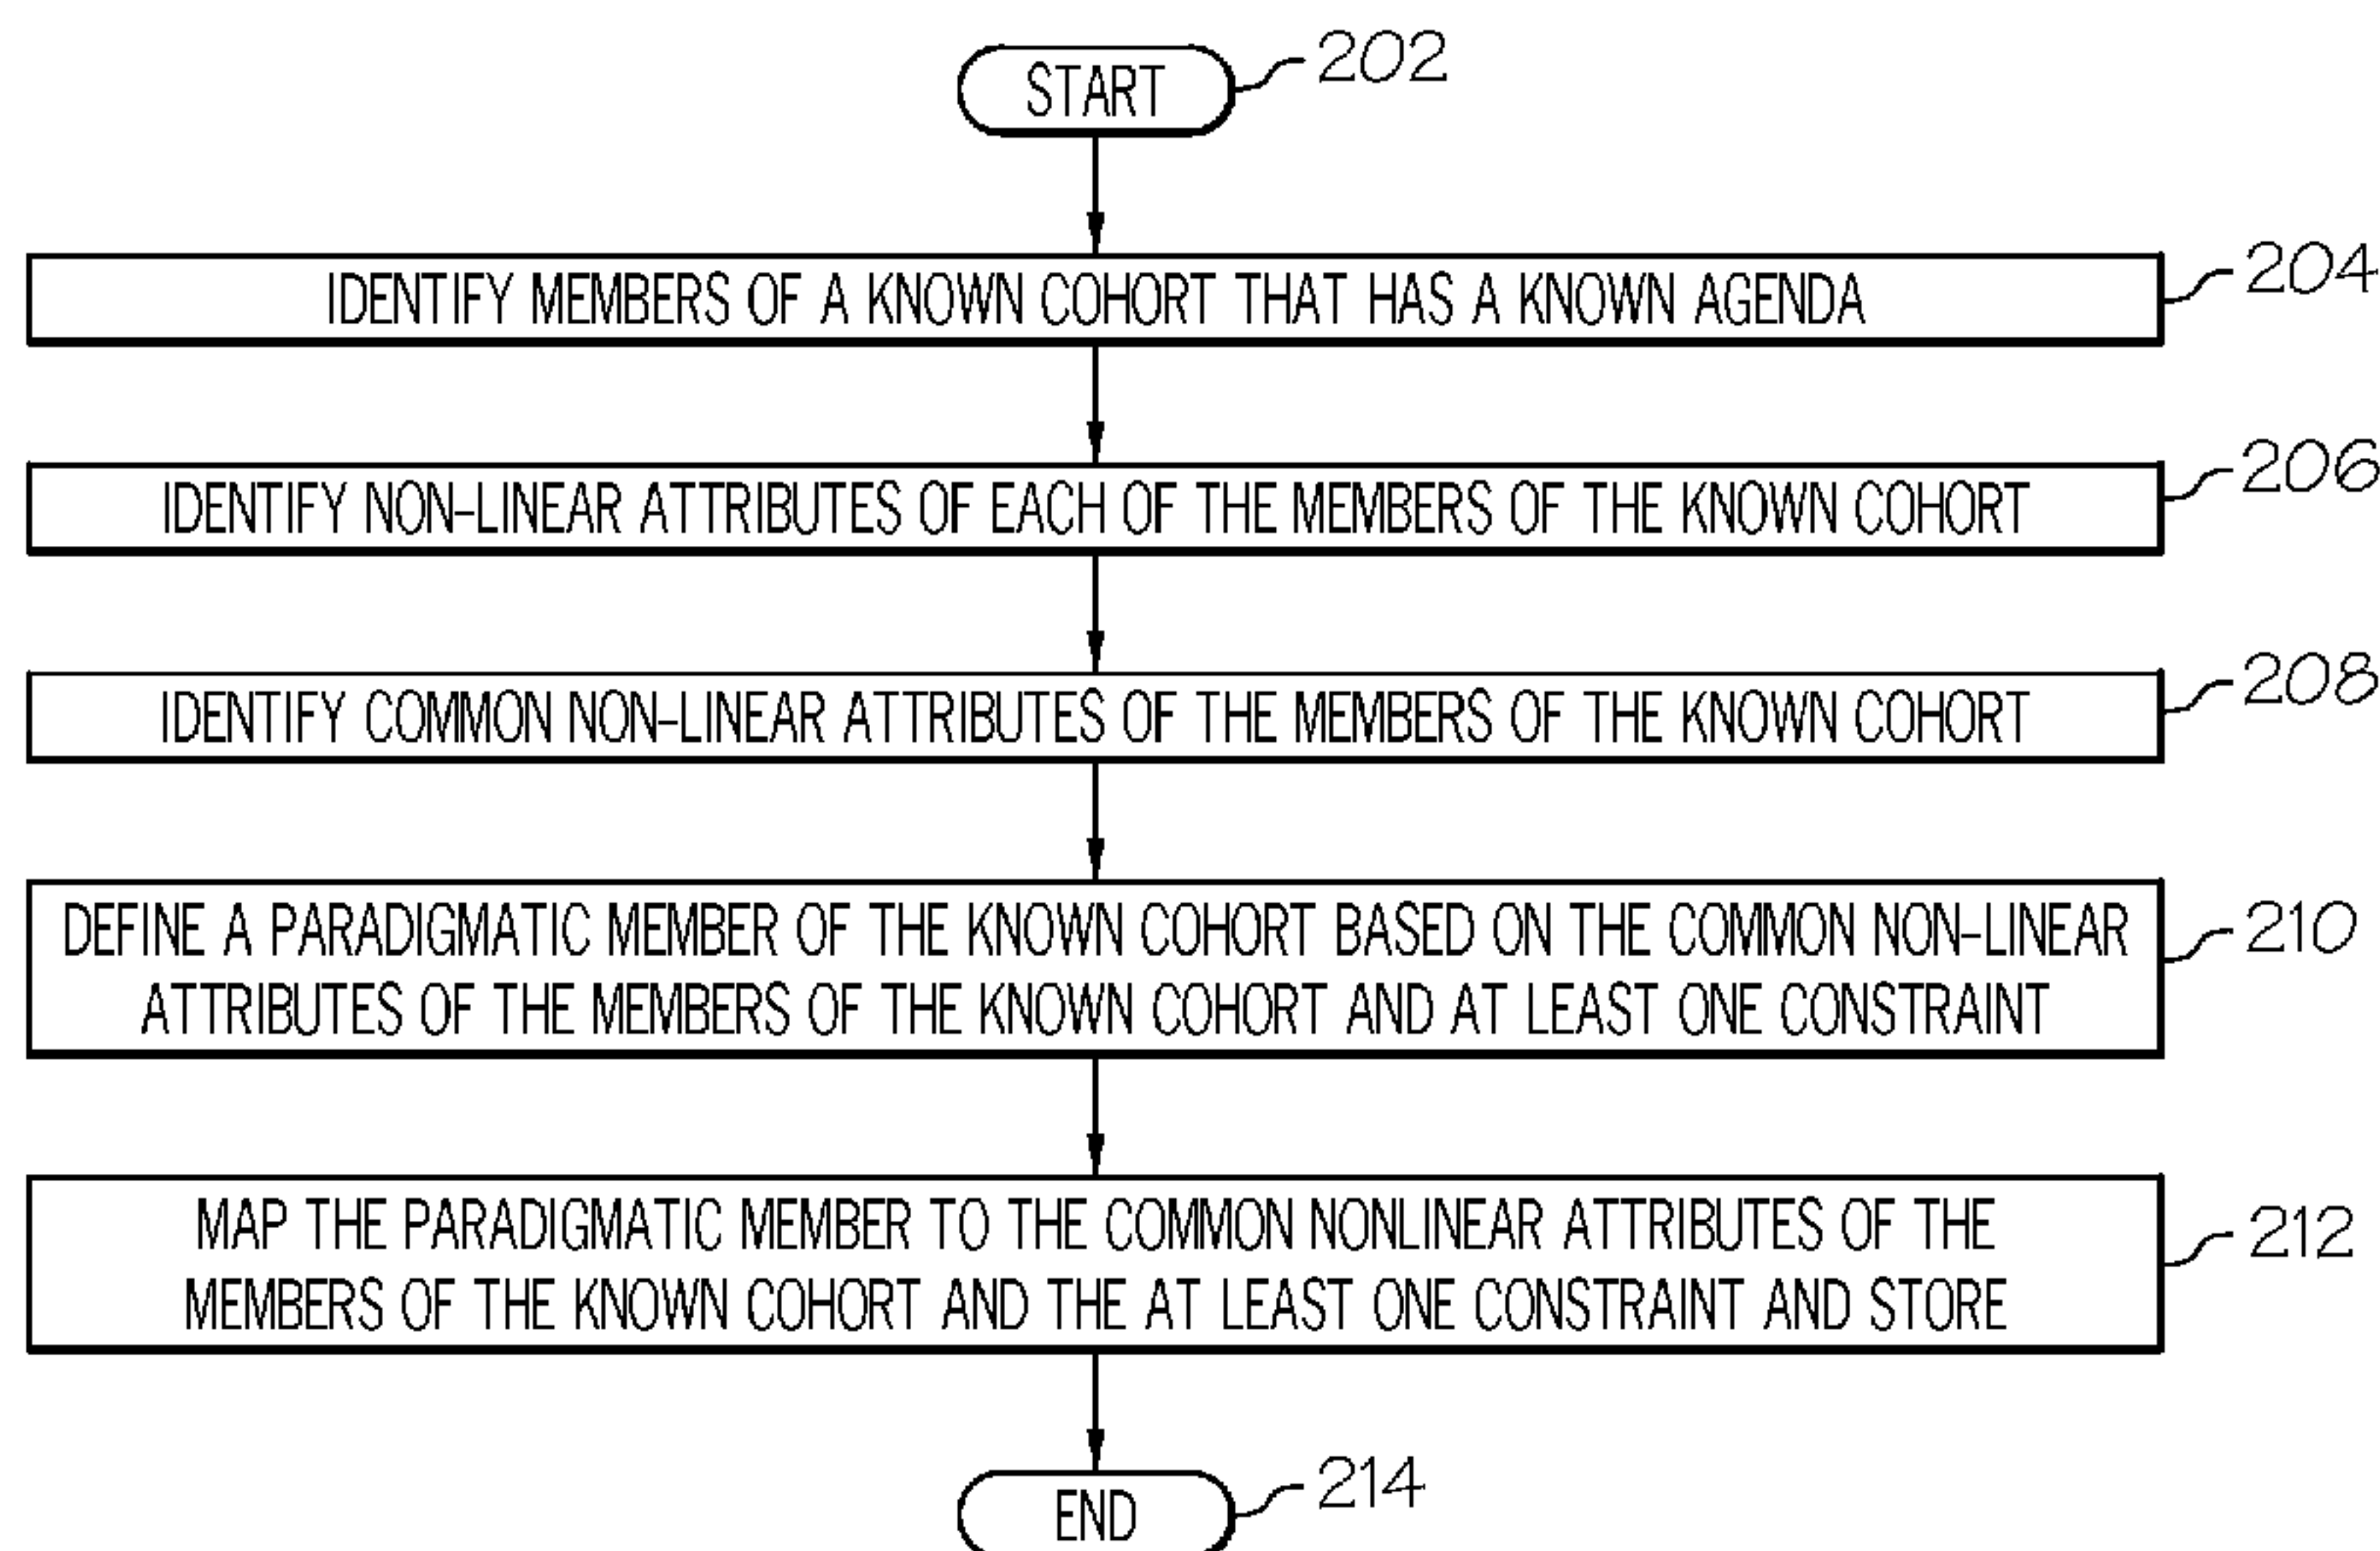 START 202
IDENTIFY MEMBERS OF A KNOWN COHORT THAT HAS A KNOWN AGENDA 204
IDENTIFY NON-LINEAR ATTRIBUTES OF EACH OF THE MEMBERS OF THE KNOWN COHORT 206
IDENTIFY COMMON NON-LINEAR ATTRIBUTES OF THE MEMBERS OF THE KNOWN COHORT 208
DEFINE A PARADIGMATIC MEMBER OF THE KNOWN COHORT BASED ON THE COMMON NON-LINEAR
ATTRIBUTES OF THE MEMBERS OF THE KNOWN COHORT AND AT LEAST ONE CONSTRAINT
210
MAP THE PARADIGMATIC MEMBER TO THE COMMON NONLINEAR ATTRIBUTES OF THE
MEMBERS OF THE KNOWN COHORT AND THE AT LEAST ONE CONSTRAINT AND STORE
212
END 214